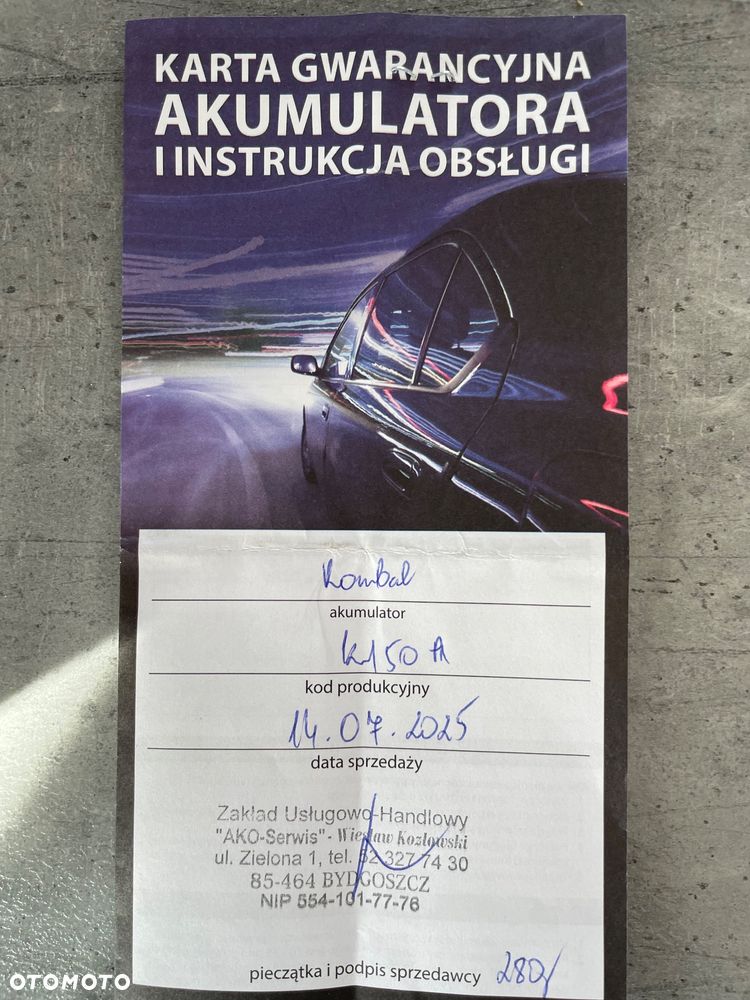 KARTA GWARANCYJNA
AKUMULATORA
I INSTRUKCJA OBSŁUGI
Kombal
akumulator
K150A
kod produkcyjny
14.07.2025
data sprzedaży
Zakład Usługowo-Handlowy
"AKO-Serwis" - Wiesław Kozłowski
ul. Zielona 1, tel. 52 327 74 30
85-464 BYDGOSZCZ
NIP 554-101-77-76
pieczątka i podpis sprzedawcy 280,-
OTOMOTO